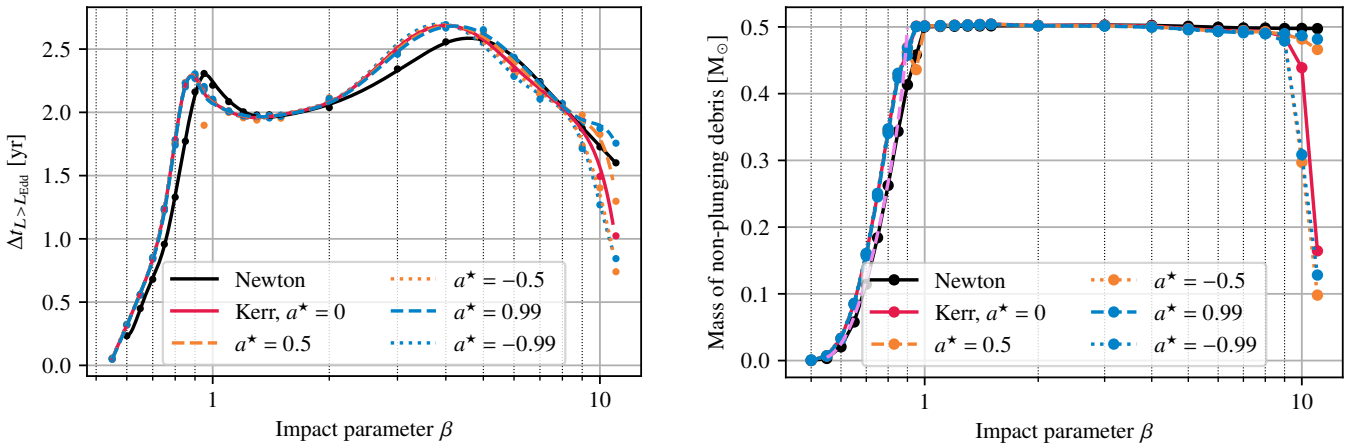 2.5
2.0
1.5
1.0
0.5
0.0
Δt_{L>L_{Edd}} [yr]
Newton
Kerr, a★ = 0
a★ = 0.5
a★ = −0.5
a★ = 0.99
a★ = −0.99
1
10
Impact parameter β
0.5
0.4
0.3
0.2
0.1
0.0
Mass of non-plunging debris [M⊙]
Newton
Kerr, a★ = 0
a★ = 0.5
a★ = −0.5
a★ = 0.99
a★ = −0.99
1
10
Impact parameter β